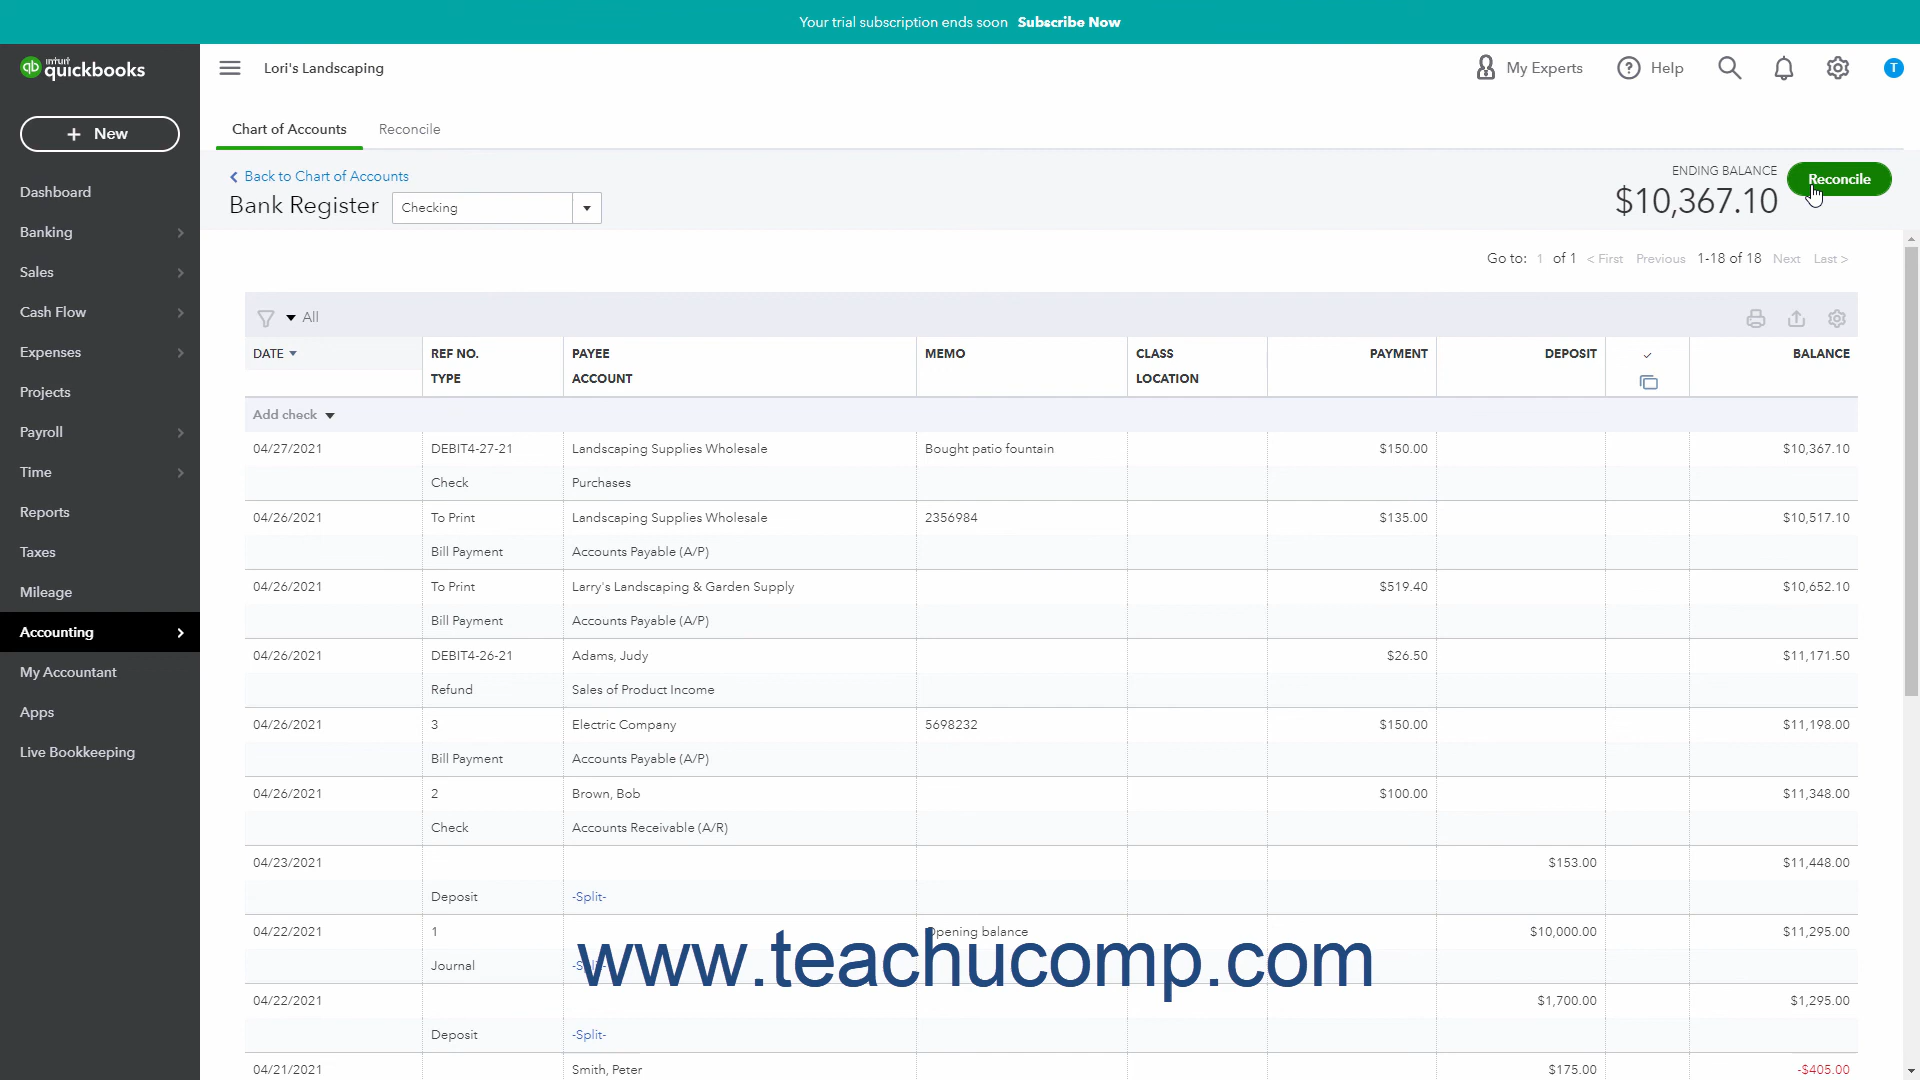 Your trial subscription ends soon Subscribe Now
intuit quickbooks
Lori's Landscaping
My Experts
Help
T
+ New
Chart of Accounts
Reconcile
Back to Chart of Accounts
ENDING BALANCE
Reconcile
Bank Register
Checking
$10,367.10
Dashboard
Banking
Sales
Cash Flow
Expenses
Projects
Payroll
Time
Reports
Taxes
Mileage
Accounting
My Accountant
Apps
Live Bookkeeping
Go to: 1 of 1 < First Previous 1-18 of 18 Next Last >
All
DATE REF NO. PAYEE MEMO CLASS PAYMENT DEPOSIT ✓ BALANCE
TYPE ACCOUNT LOCATION
Add check
04/27/2021 DEBIT4-27-21 Landscaping Supplies Wholesale Bought patio fountain $150.00 $10,367.10
Check Purchases
04/26/2021 To Print Landscaping Supplies Wholesale 2356984 $135.00 $10,517.10
Bill Payment Accounts Payable (A/P)
04/26/2021 To Print Larry's Landscaping & Garden Supply $519.40 $10,652.10
Bill Payment Accounts Payable (A/P)
04/26/2021 DEBIT4-26-21 Adams, Judy $26.50 $11,171.50
Refund Sales of Product Income
04/26/2021 3 Electric Company 5698232 $150.00 $11,198.00
Bill Payment Accounts Payable (A/P)
04/26/2021 2 Brown, Bob $100.00 $11,348.00
Check Accounts Receivable (A/R)
04/23/2021 $153.00 $11,448.00
Deposit -Split-
04/22/2021 1 Opening balance $10,000.00 $11,295.00
Journal -Split-
www.teachucomp.com
04/22/2021 $1,700.00 $1,295.00
Deposit -Split-
04/21/2021 Smith, Peter $175.00 -$405.00